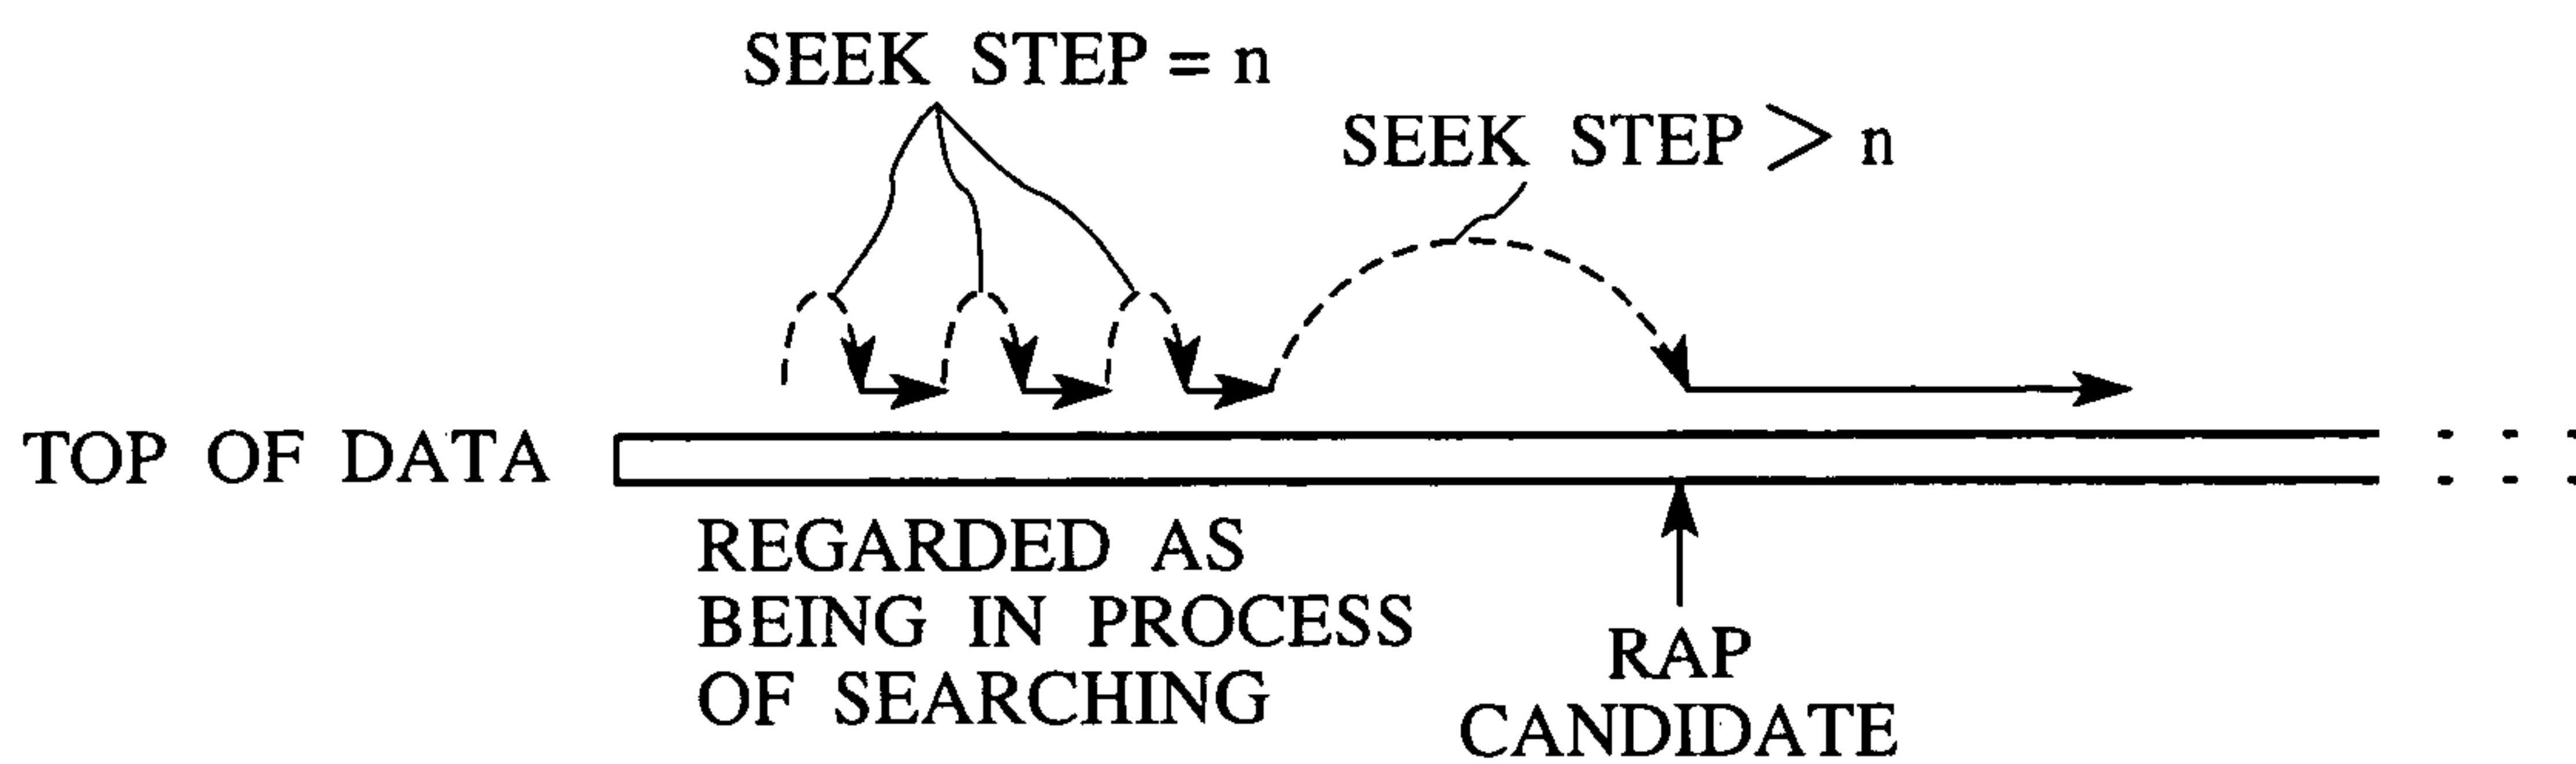 SEEK STEP = n
SEEK STEP > n
TOP OF DATA
REGARDED AS
BEING IN PROCESS
OF SEARCHING
RAP
CANDIDATE